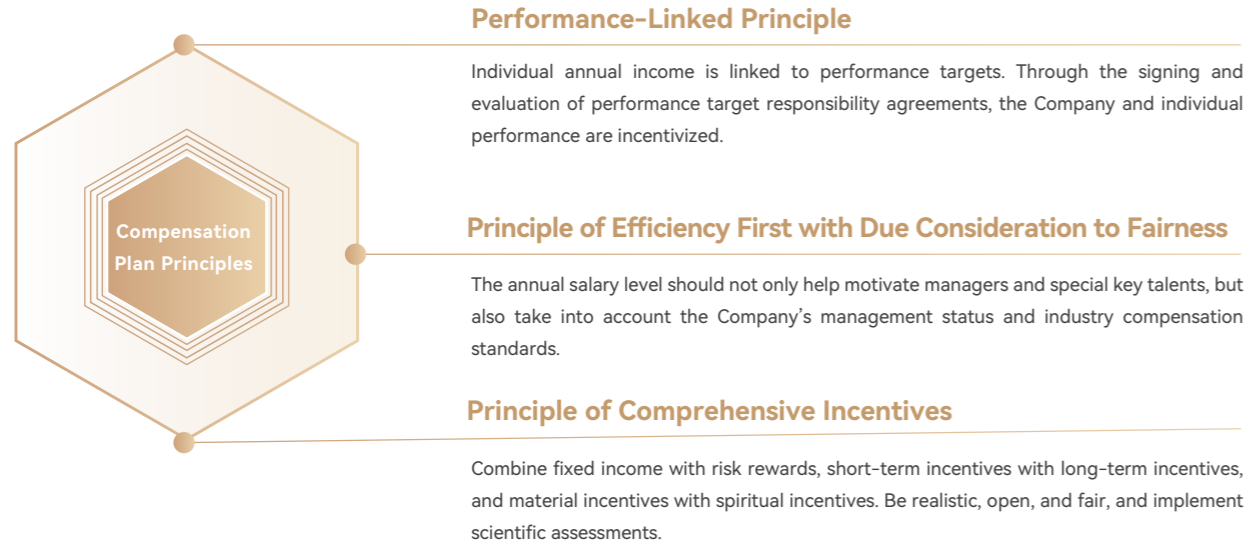 Performance-Linked Principle
Individual annual income is linked to performance targets. Through the signing and
evaluation of performance target responsibility agreements, the Company and individual
performance are incentivized.
Compensation
Plan Principles
Principle of Efficiency First with Due Consideration to Fairness
The annual salary level should not only help motivate managers and special key talents, but
also take into account the Company’s management status and industry compensation
standards.
Principle of Comprehensive Incentives
Combine fixed income with risk rewards, short-term incentives with long-term incentives,
and material incentives with spiritual incentives. Be realistic, open, and fair, and implement
scientific assessments.